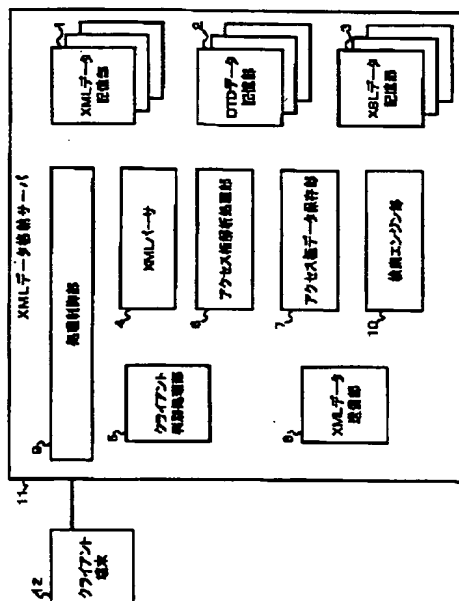 XMLデータ格納サーバ
11
12
クライアント
端末
9
処理制御部
5
クライアント
判別処理部
8
XMLデータ
送信部
4
XMLパーサ
6
アクセス権解析処理部
7
アクセス権データ保存部
10
検索エンジン部
1
XMLデータ
記憶部
2
DTDデータ
記憶部
3
XSLデータ
記憶部